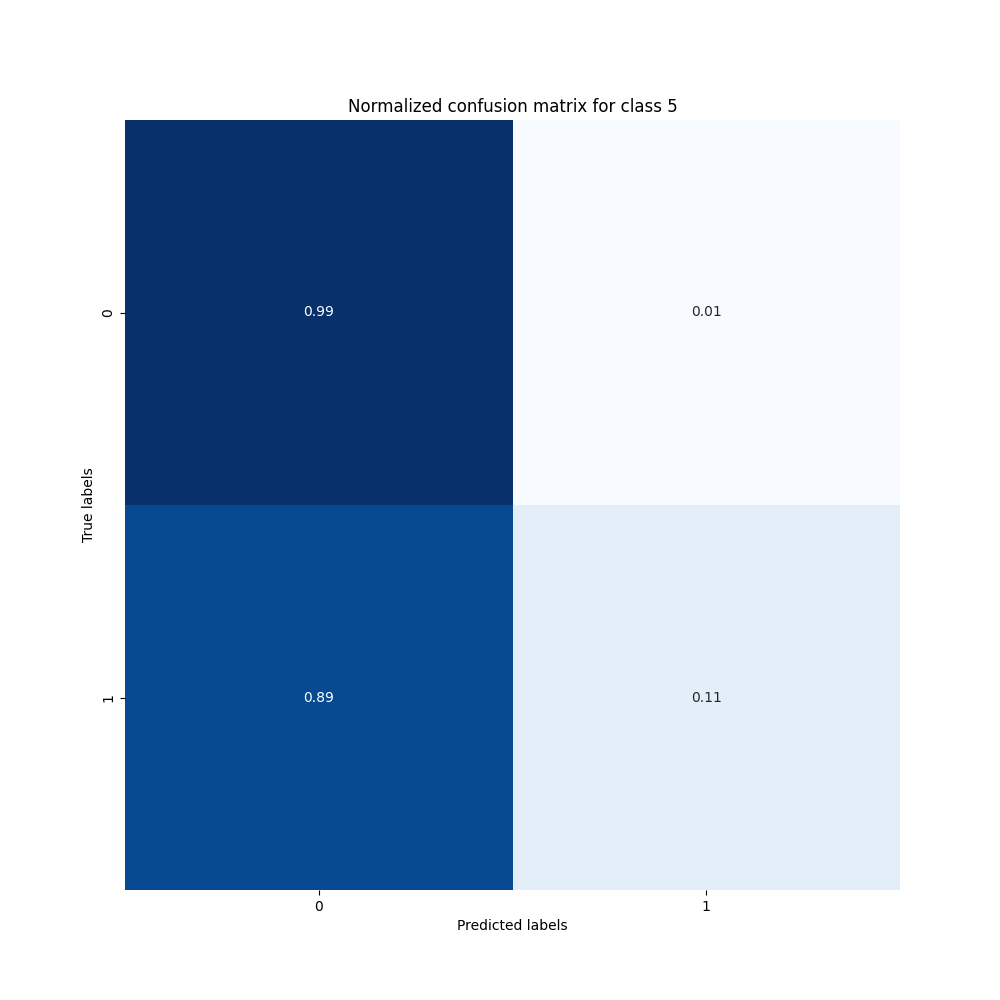 Normalized confusion matrix for class 5
True labels
0
0.99
0.01
1
0.89
0.11
0
1
Predicted labels